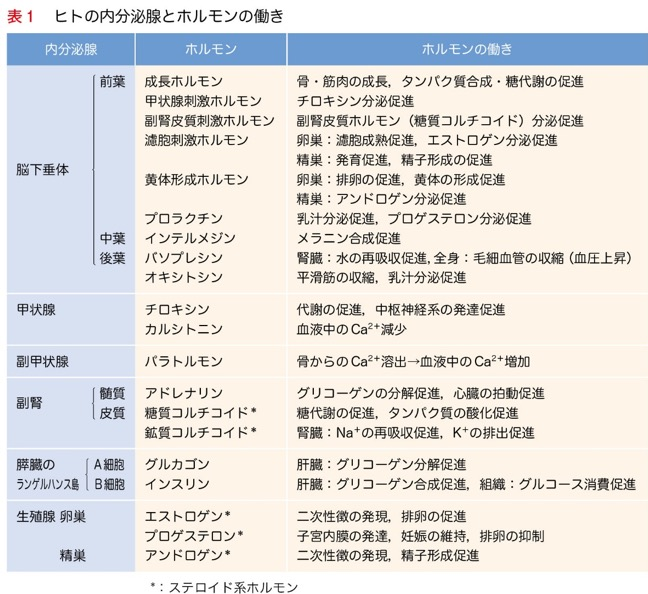 表1 ヒトの内分泌腺とホルモンの働き
内分泌腺 ホルモン ホルモンの働き
前葉 成長ホルモン 骨・筋肉の成長，タンパク質合成・糖代謝の促進
甲状腺刺激ホルモン チロキシン分泌促進
副腎皮質刺激ホルモン 副腎皮質ホルモン（糖質コルチコイド）分泌促進
濾胞刺激ホルモン 卵巣：濾胞成熟促進，エストロゲン分泌促進
精巣：発育促進，精子形成の促進
脳下垂体
黄体形成ホルモン 卵巣：排卵の促進，黄体の形成促進
精巣：アンドロゲン分泌促進
プロラクチン 乳汁分泌促進，プロゲステロン分泌促進
中葉 インテルメジン メラニン合成促進
後葉 バソプレシン 腎臓：水の再吸収促進，全身：毛細血管の収縮（血圧上昇）
オキシトシン 平滑筋の収縮，乳汁分泌促進
甲状腺 チロキシン 代謝の促進，中枢神経系の発達促進
カルシトニン 血液中のCa²⁺減少
副甲状腺 パラトルモン 骨からのCa²⁺溶出→血液中のCa²⁺増加
副腎 髄質 アドレナリン グリコーゲンの分解促進，心臓の拍動促進
皮質 糖質コルチコイド* 糖代謝の促進，タンパク質の酸化促進
鉱質コルチコイド* 腎臓：Na⁺の再吸収促進，K⁺の排出促進
膵臓の A細胞 グルカゴン 肝臓：グリコーゲン分解促進
ランゲルハンス島 B細胞 インスリン 肝臓：グリコーゲン合成促進，組織：グルコース消費促進
生殖腺 卵巣 エストロゲン* 二次性徴の発現，排卵の促進
プロゲステロン* 子宮内膜の発達，妊娠の維持，排卵の抑制
精巣 アンドロゲン* 二次性徴の発現，精子形成促進
*：ステロイド系ホルモン